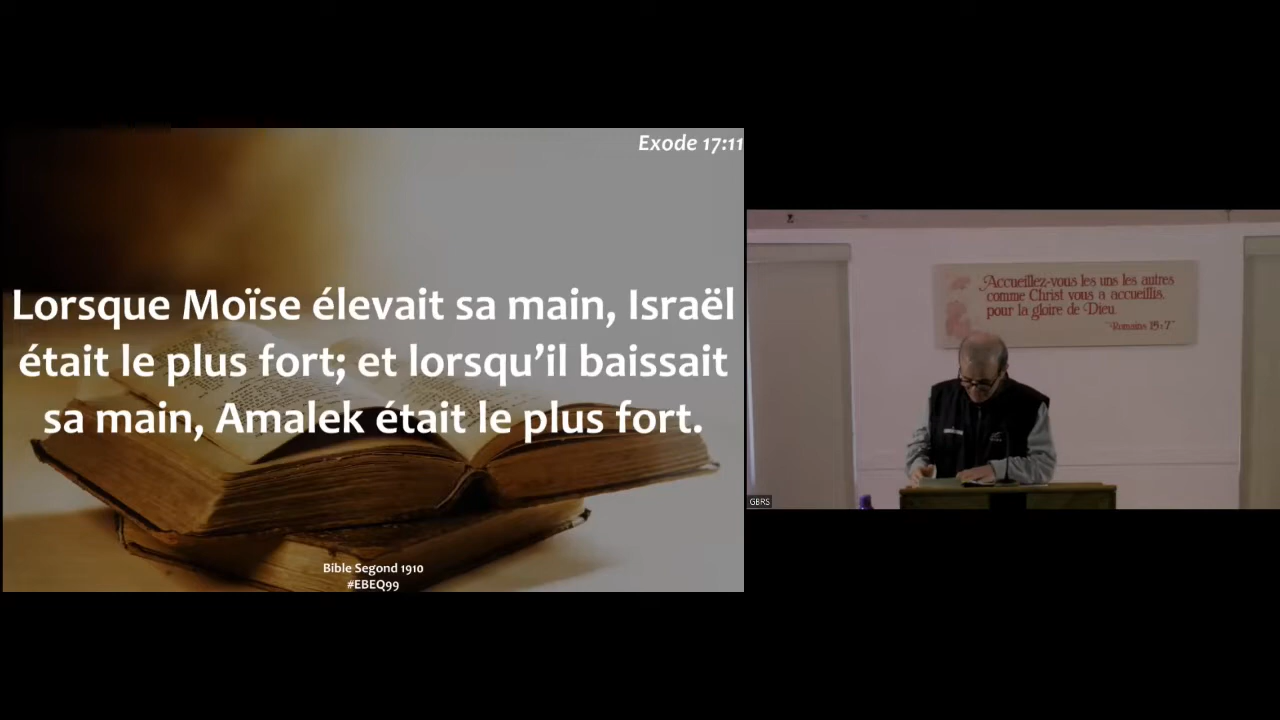 Exode 17:11
Lorsque Moïse élevait sa main, Israël
était le plus fort; et lorsqu’il baissait
sa main, Amalek était le plus fort.
Bible Segond 1910
#EBEQ99
Accueillez-vous les uns les autres
comme Christ vous a accueillis,
pour la gloire de Dieu.
"Romains 15:7"
GBRS